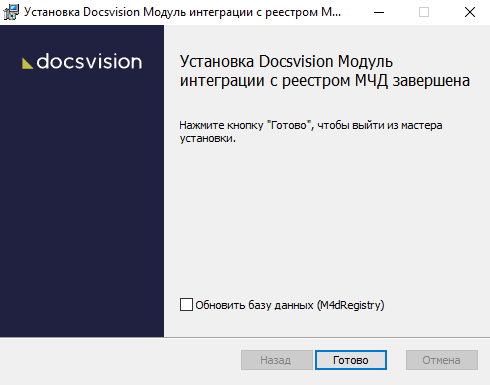 Установка Docsvision Модуль интеграции с реестром М...
docsvision
Установка Docsvision Модуль
интеграции с реестром МЧД завершена
Нажмите кнопку "Готово", чтобы выйти из мастера
установки.
Обновить базу данных (M4dRegistry)
Назад
Готово
Отмена